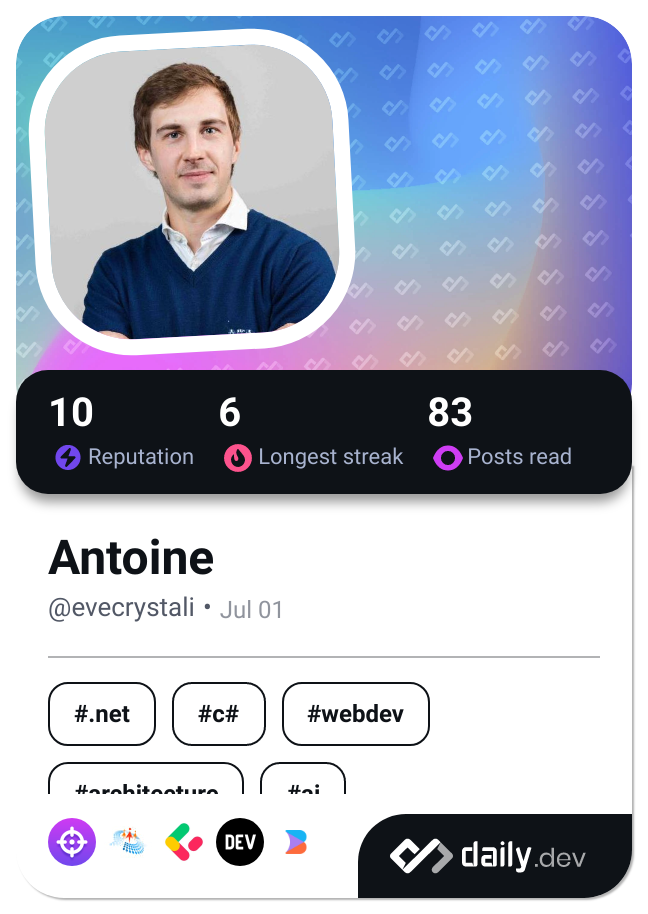 10 6 83
Reputation Longest streak Posts read
Antoine
@evecrystali • Jul 01
#.net #c# #webdev
#architecture #ai
DEV
daily.dev